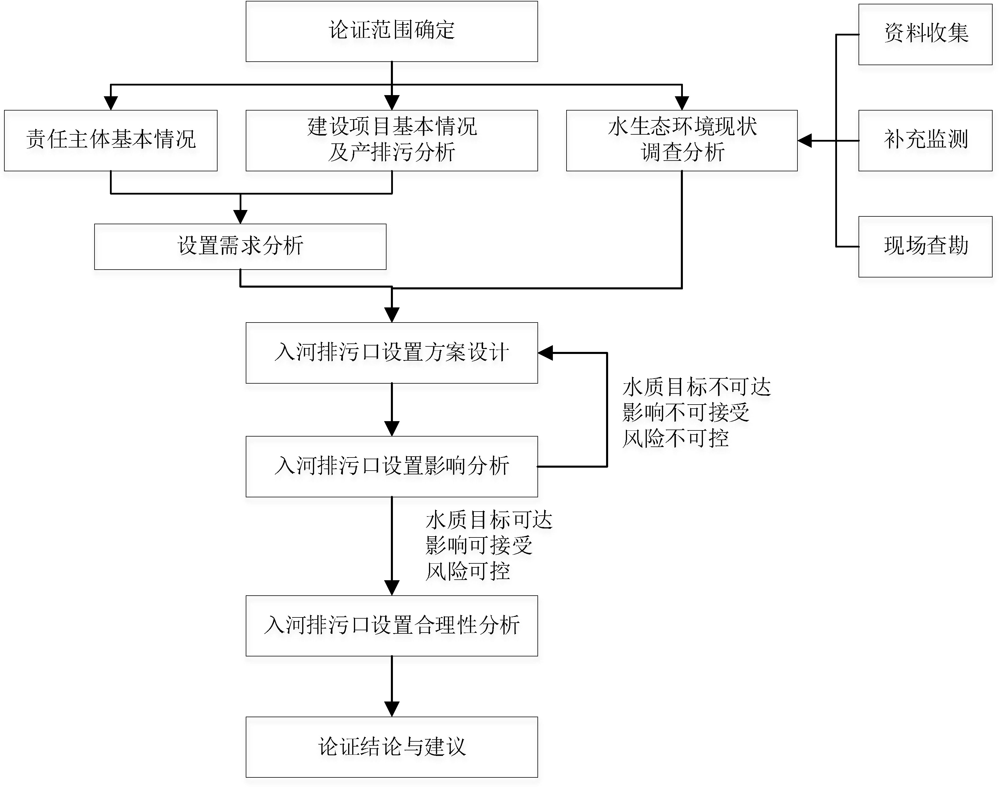 论证范围确定
资料收集
责任主体基本情况
建设项目基本情况
及产排污分析
水生态环境现状
调查分析
补充监测
设置需求分析
现场查勘
入河排污口设置方案设计
水质目标不可达
影响不可接受
风险不可控
入河排污口设置影响分析
水质目标可达
影响可接受
风险可控
入河排污口设置合理性分析
论证结论与建议